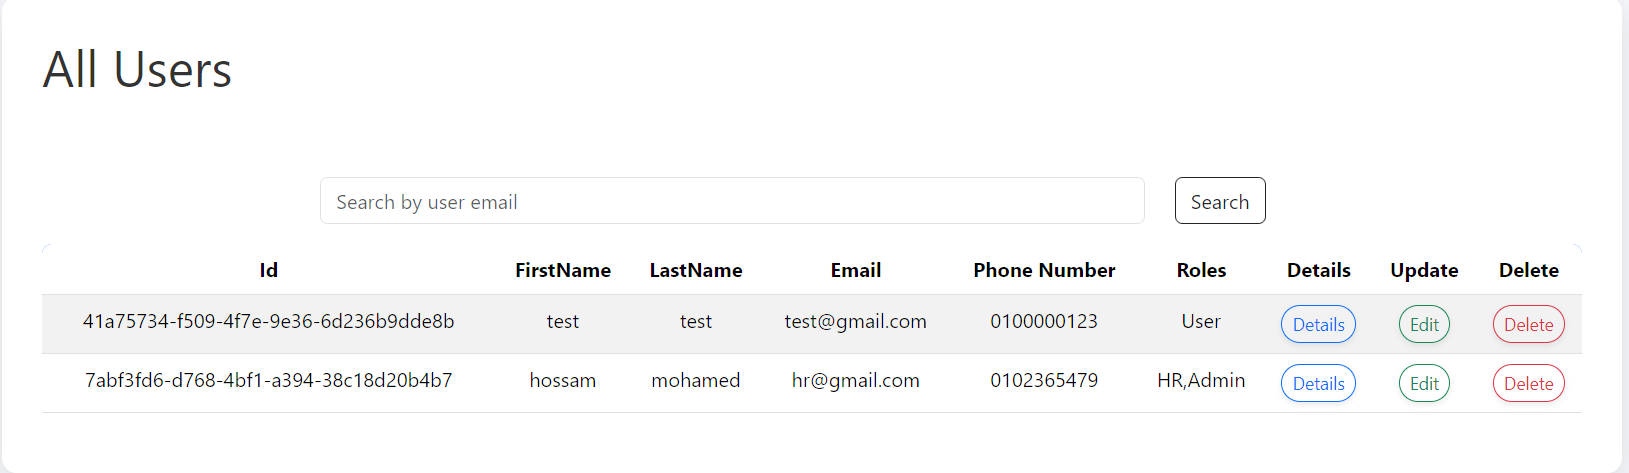 All Users
Search by user email Search
Id FirstName LastName Email Phone Number Roles Details Update Delete
41a75734-f509-4f7e-9e36-6d236b9dde8b test test test@gmail.com 0100000123 User Details Edit Delete
7abf3fd6-d768-4bf1-a394-38c18d20b4b7 hossam mohamed hr@gmail.com 0102365479 HR,Admin Details Edit Delete